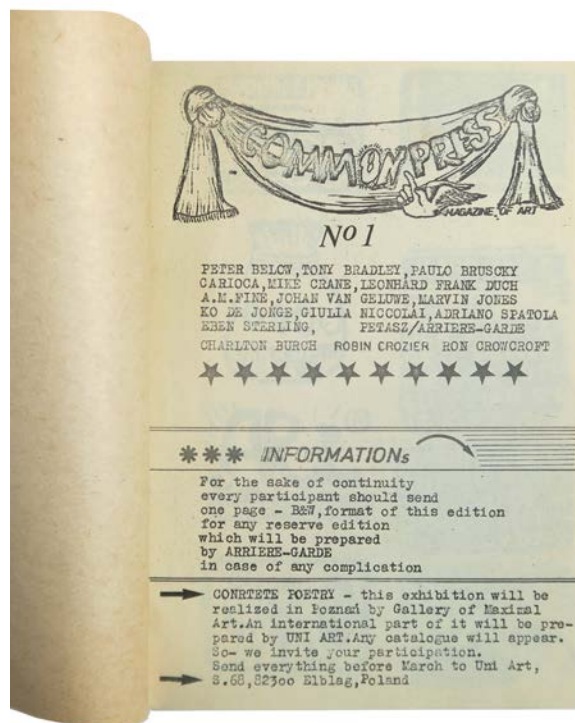 COMMON PRESS
MAGAZINE OF ART
No 1
PETER BELOW,TONY BRADLEY,PAULO BRUSCKY
CARIOCA,MIKE CRANE,LEONHARD FRANK DUCH
A.M.FINE,JOHAN VAN GELUWE,MARVIN JONES
KO DE JONGE,GIULIA NICCOLAI,ADRIANO SPATOLA
EBEN STERLING, PETASZ/ARRIERE-GARDE
CHARLTON BURCH ROBIN CROZIER RON CROWCROFT
*** INFORMATIONs
For the sake of continuity
every participant should send
one page - B&W,format of this edition
for any reserve edition
which will be prepared
by ARRIERE-GARDE
in case of any complication
CONRTETE POETRY - this exhibition will be
realized in Poznań by Gallery of Maximal
Art.An international part of it will be pre-
pared by UNI ART.Any catalogue will appear.
So- we invite your participation.
Send everything before March to Uni Art,
S.68,82300 Elbląg,Poland